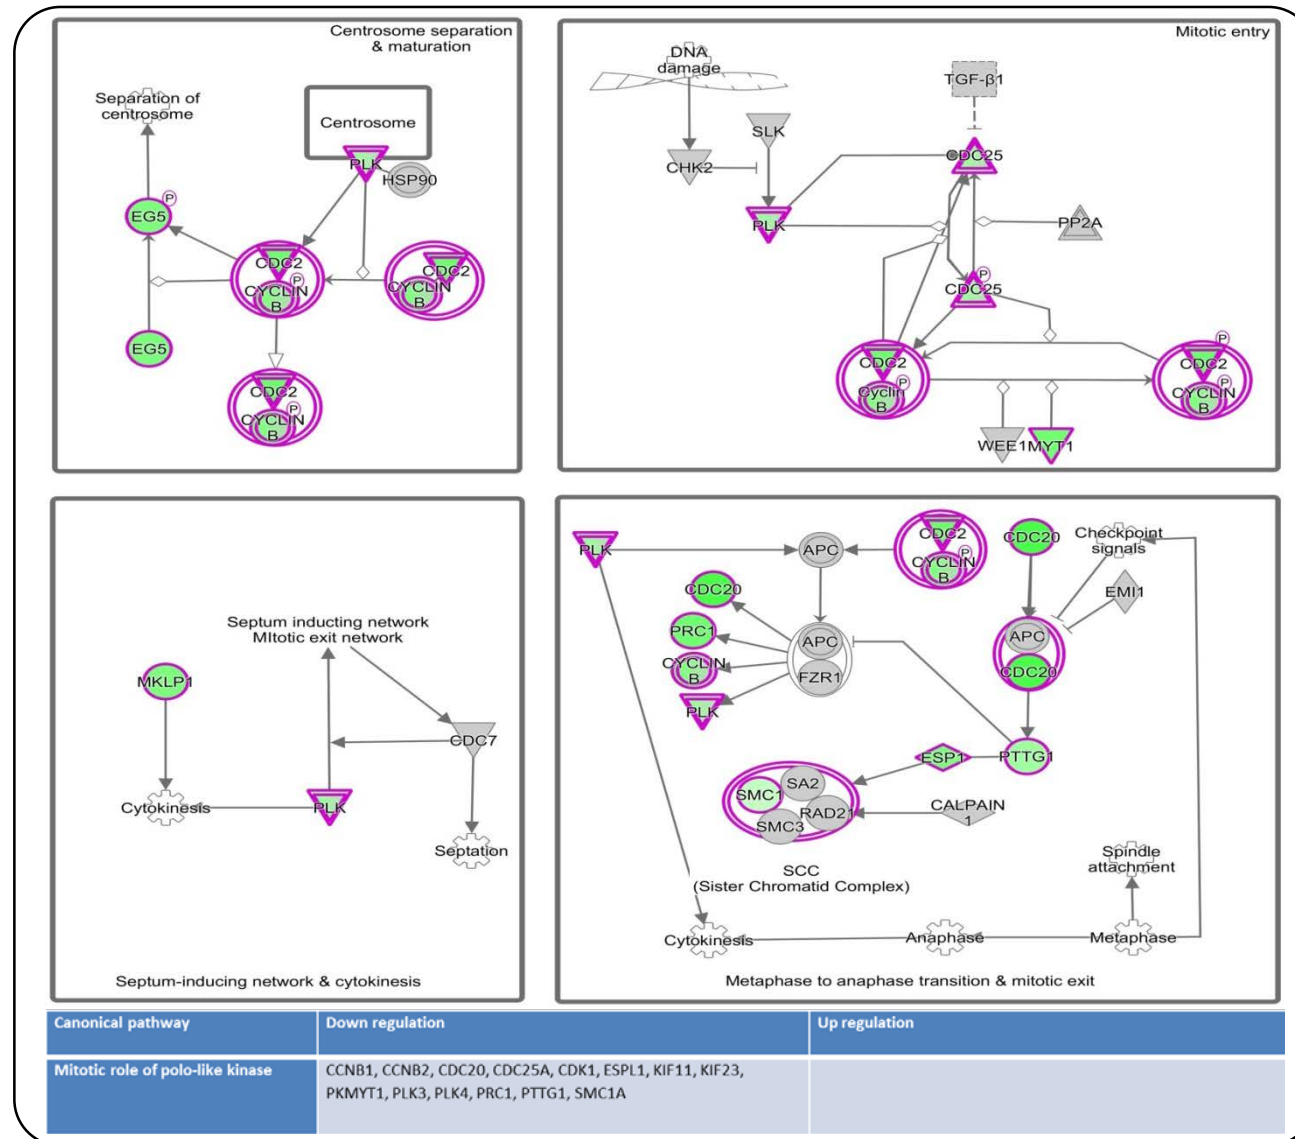 Centrosome separation
& maturation
Separation of
centrosome
Centrosome
PLK
HSP90
P
EG5
CDC2
P
CYCLIN
B
CDC2
CYCLIN
B
EG5
CDC2
P
CYCLIN
B
Mitotic entry
DNA
damage
TGF-β1
SLK
CHK2
CDC25
PLK
PP2A
P
CDC25
CDC2
P
Cyclin
B
P
CDC2
P
CYCLIN
B
WEE1
MYT1
Septum inducting network
MItotic exit network
MKLP1
CDC7
Cytokinesis
PLK
Septation
Septum-inducing network & cytokinesis
PLK
APC
CDC2
P
CYCLIN
B
CDC20
Checkpoint
signals
EMI1
CDC20
PRC1
CYCLIN
B
PLK
APC
FZR1
APC
CDC20
ESP1
PTTG1
SMC1
SA2
RAD21
SMC3
CALPAIN
1
SCC
(Sister Chromatid Complex)
Spindle
attachment
Cytokinesis
Anaphase
Metaphase
Metaphase to anaphase transition & mitotic exit
Canonical pathway
Down regulation
Up regulation
Mitotic role of polo-like kinase
CCNB1, CCNB2, CDC20, CDC25A, CDK1, ESPL1, KIF11, KIF23,
PKMYT1, PLK3, PLK4, PRC1, PTTG1, SMC1A